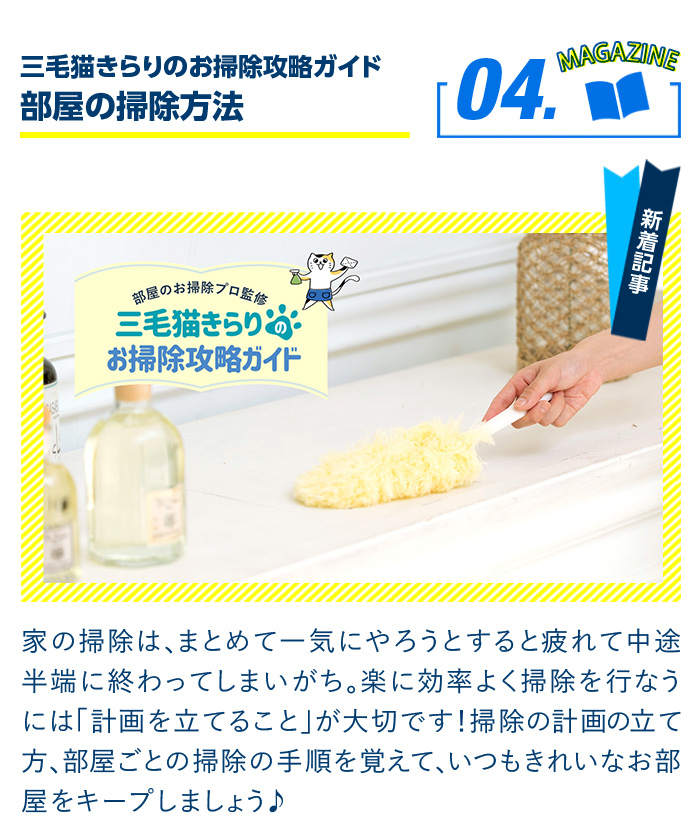 三毛猫きらりのお掃除攻略ガイド
部屋の掃除方法
04.
MAGAZINE
新着記事
部屋のお掃除プロ監修
三毛猫きらりの
お掃除攻略ガイド
家の掃除は、まとめて一気にやろうとすると疲れて中途
半端に終わってしまいがち。楽に効率よく掃除を行なう
には「計画を立てること」が大切です!掃除の計画の立て
方、部屋ごとの掃除の手順を覚えて、いつもきれいなお部
屋をキープしましょう♪